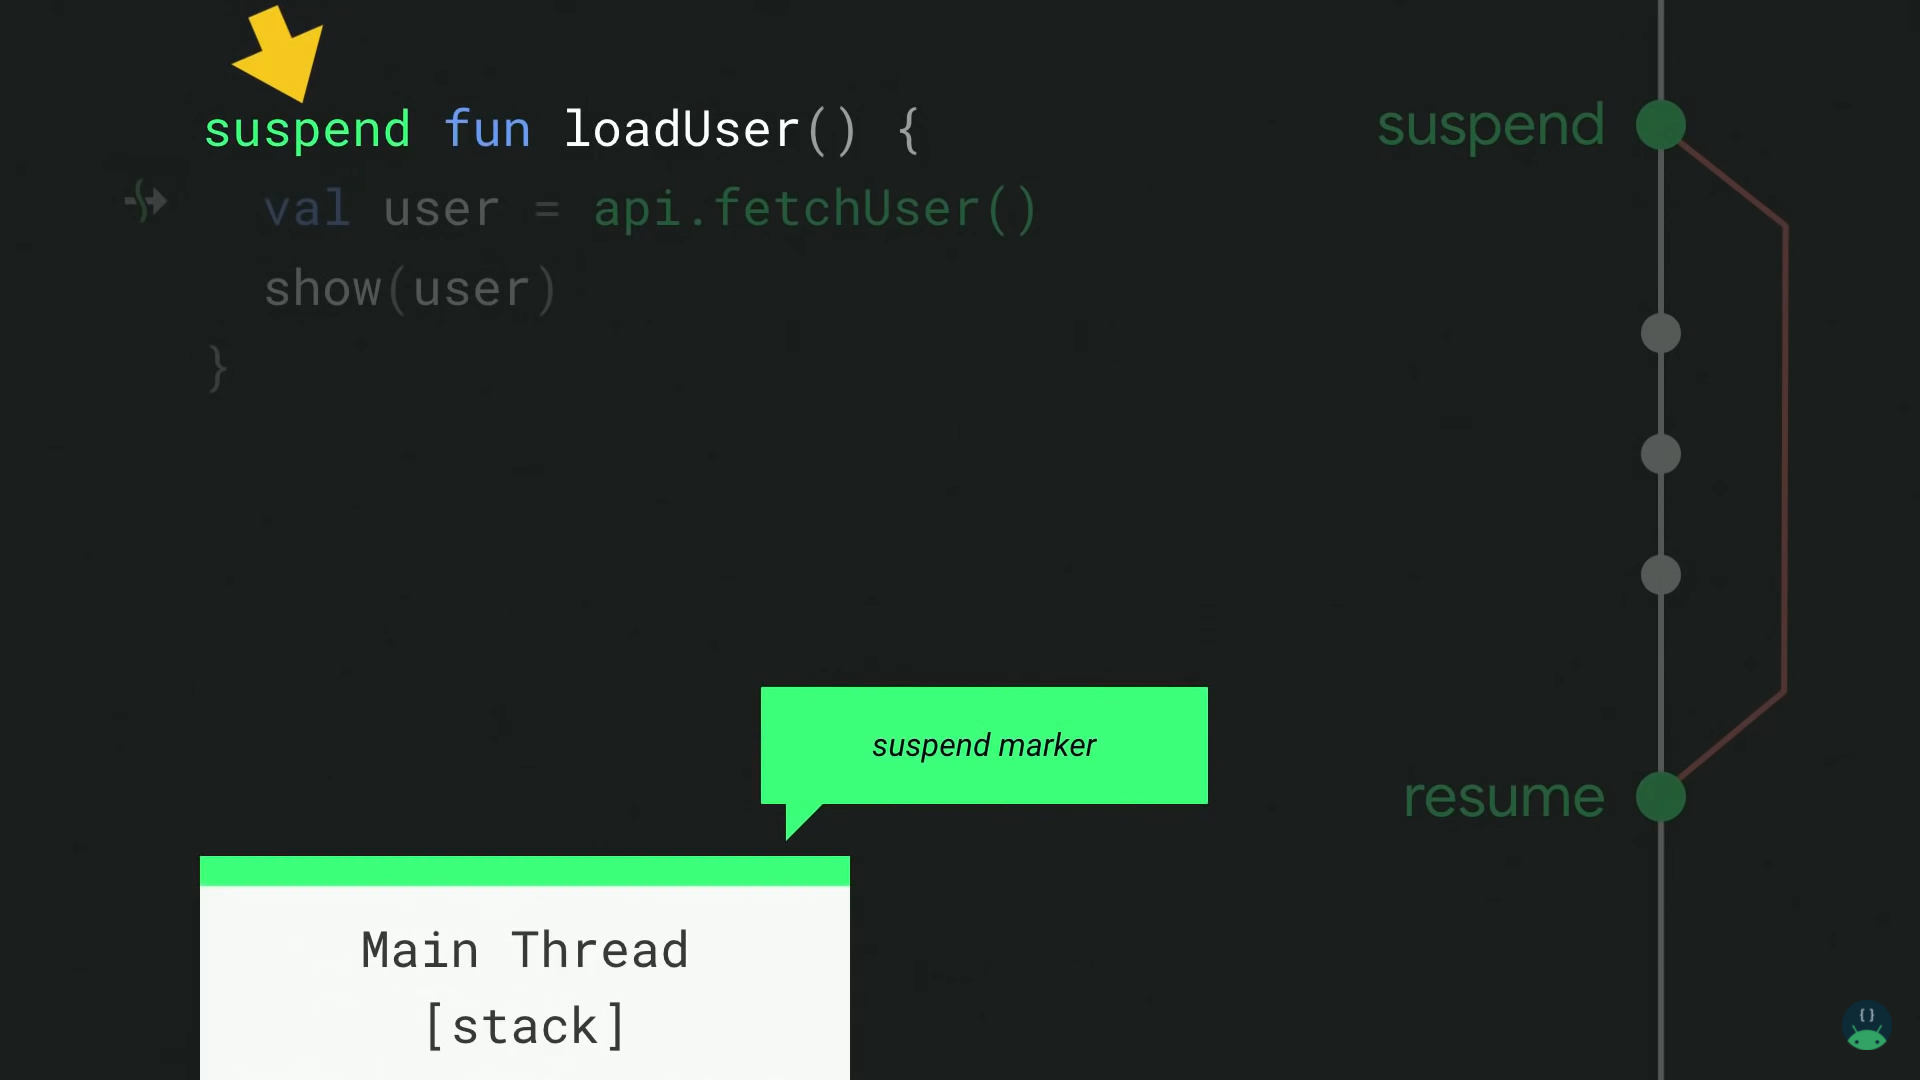 suspend fun loadUser() {
val user = api.fetchUser()
show(user)
}
suspend
suspend marker
resume
Main Thread
[stack]
{}